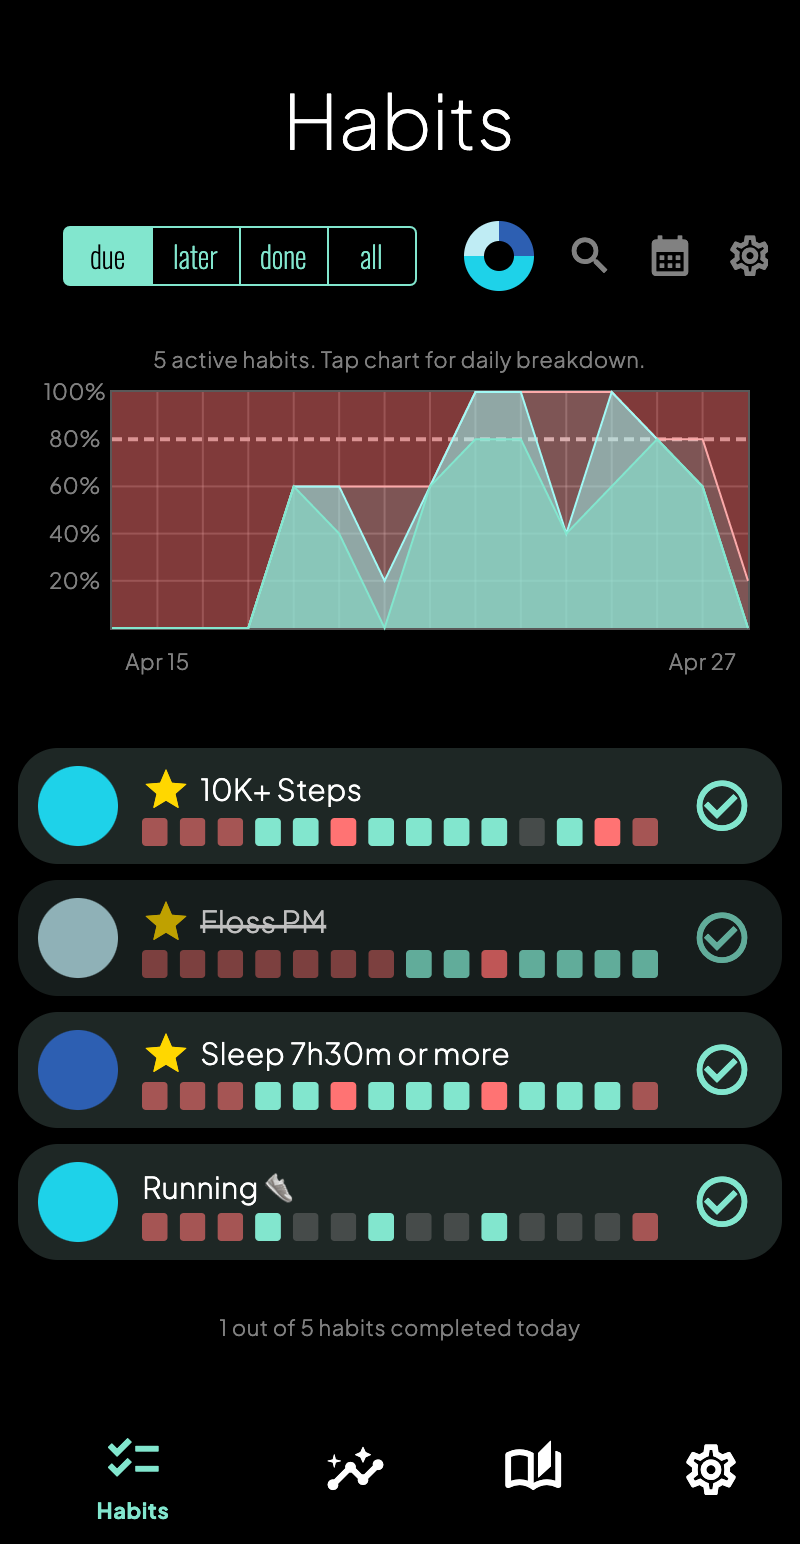 Habits
due later done all
5 active habits. Tap chart for daily breakdown.
100%
80%
60%
40%
20%
Apr 15 Apr 27
10K+ Steps
Floss PM
Sleep 7h30m or more
Running
1 out of 5 habits completed today
Habits